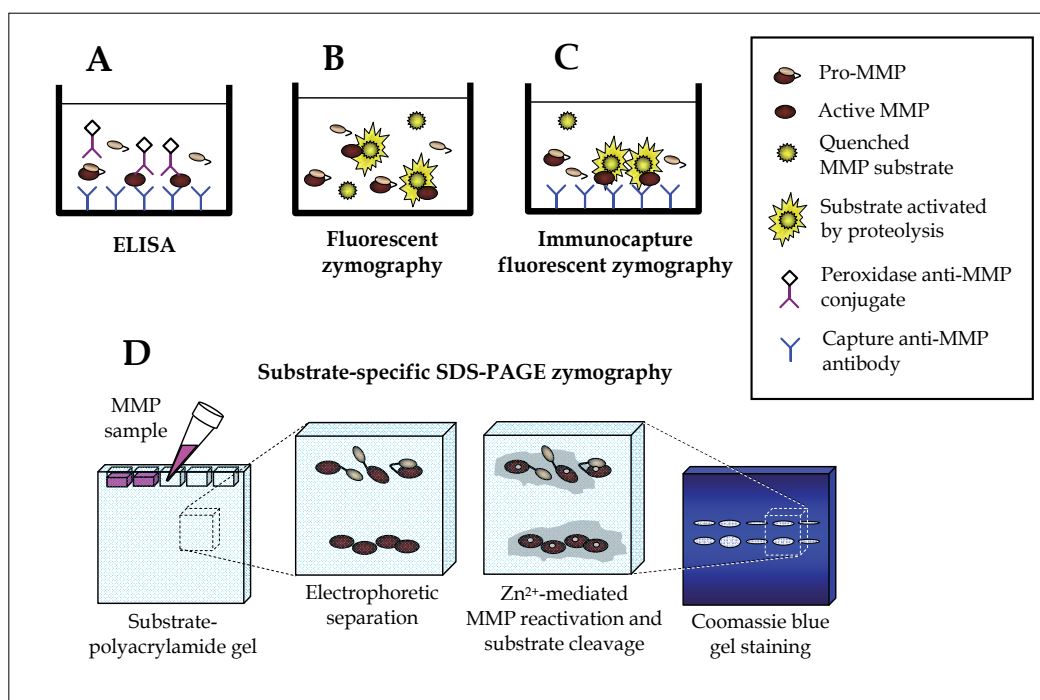 A
B
C
ELISA
Fluorescent
zymography
Immunocapture
fluorescent zymography
Pro-MMP
Active MMP
Quenched
MMP substrate
Substrate activated
by proteolysis
Peroxidase anti-MMP
conjugate
Capture anti-MMP
antibody
D
Substrate-specific SDS-PAGE zymography
MMP
sample
Substrate-
polyacrylamide gel
Electrophoretic
separation
Zn²⁺-mediated
MMP reactivation and
substrate cleavage
Coomassie blue
gel staining